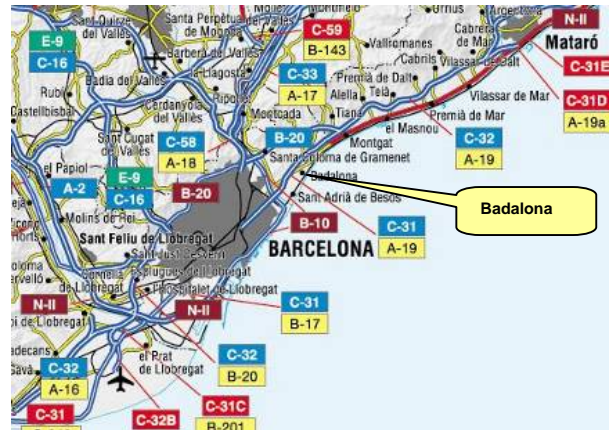 Sant Quirze
del Vallès
Santa Perpètua
de Mogoda
del Vallès
C-59
B-143
Argentona
N-II
Mataró
E-9
C-16
Barberà del Vallès
Vallromanes
Cabrera
de Mar
Cabrils
Vilassar de Dalt
C-31E
Badia del Vallès
la Llagosta
C-33
A-17
Premià de Dalt
Alella
Teià
Rubí
Ripollet
Tiana
Vilassar de Mar
C-31D
A-19a
Castellbisbal
Cerdanyola
del Vallès
Montcada
Premià de Mar
el Masnou
Sant Cugat
del Vallès
C-58
A-18
B-20
Montgat
C-32
A-19
Santa Coloma de Gramenet
el Papiol
E-9
C-16
A-2
B-20
Badalona
Badalona
Sant Adrià de Besòs
Molins de Rei
B-10
C-31
A-19
Sant Feliu de Llobregat
BARCELONA
Sant Just Desvern
Cornellà
de Llobregat
Esplugues de Llobregat
l'Hospitalet de Llobregat
N-II
N-II
C-31
B-17
oi de Llobregat
C-32
B-20
el Prat
de Llobregat
C-32
A-16
C-31
C-32B
C-31C
B-201